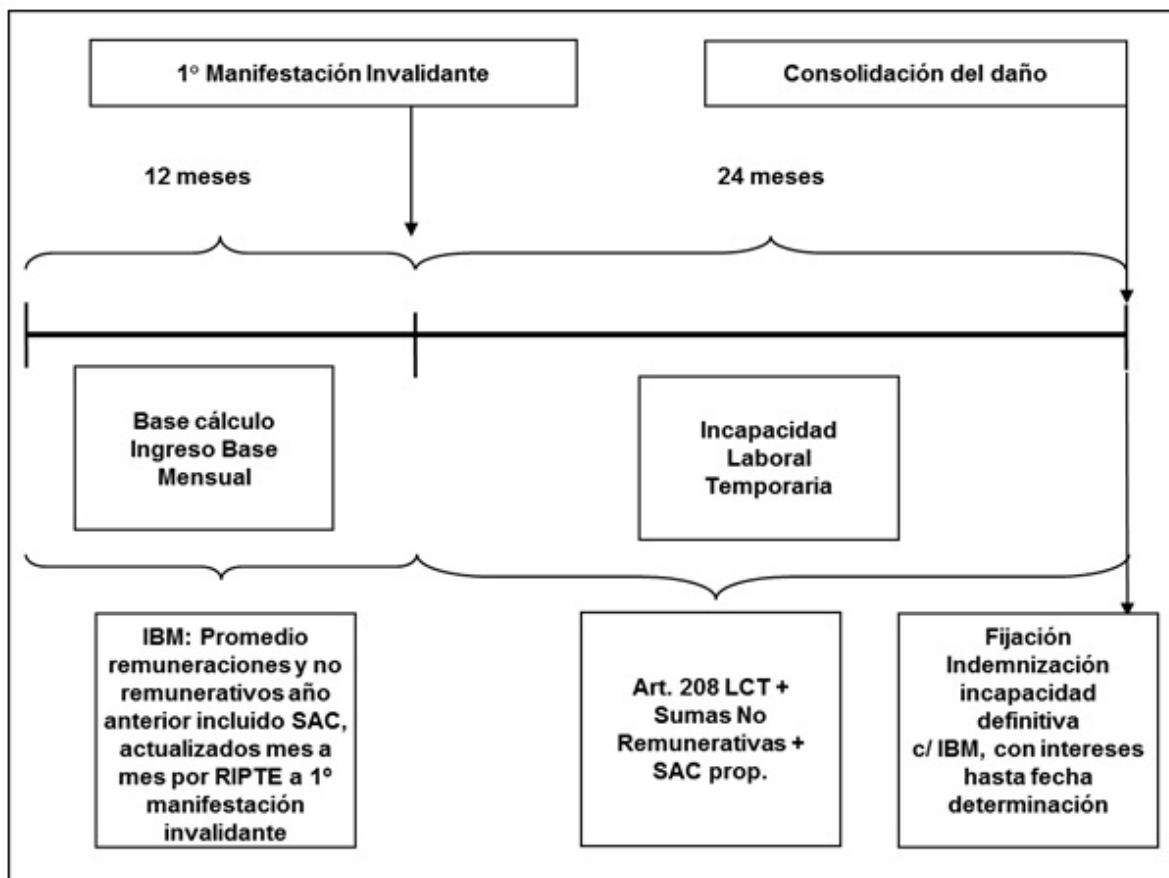 1° Manifestación Invalidante
Consolidación del daño
12 meses
24 meses
Base cálculo
Ingreso Base
Mensual
Incapacidad
Laboral
Temporaria
IBM: Promedio
remuneraciones y no
remunerativos año
anterior incluido SAC,
actualizados mes a
mes por RIPTE a 1º
manifestación
invalidante
Art. 208 LCT +
Sumas No
Remunerativas +
SAC prop.
Fijación
Indemnización
incapacidad
definitiva
c/ IBM, con intereses
hasta fecha
determinación